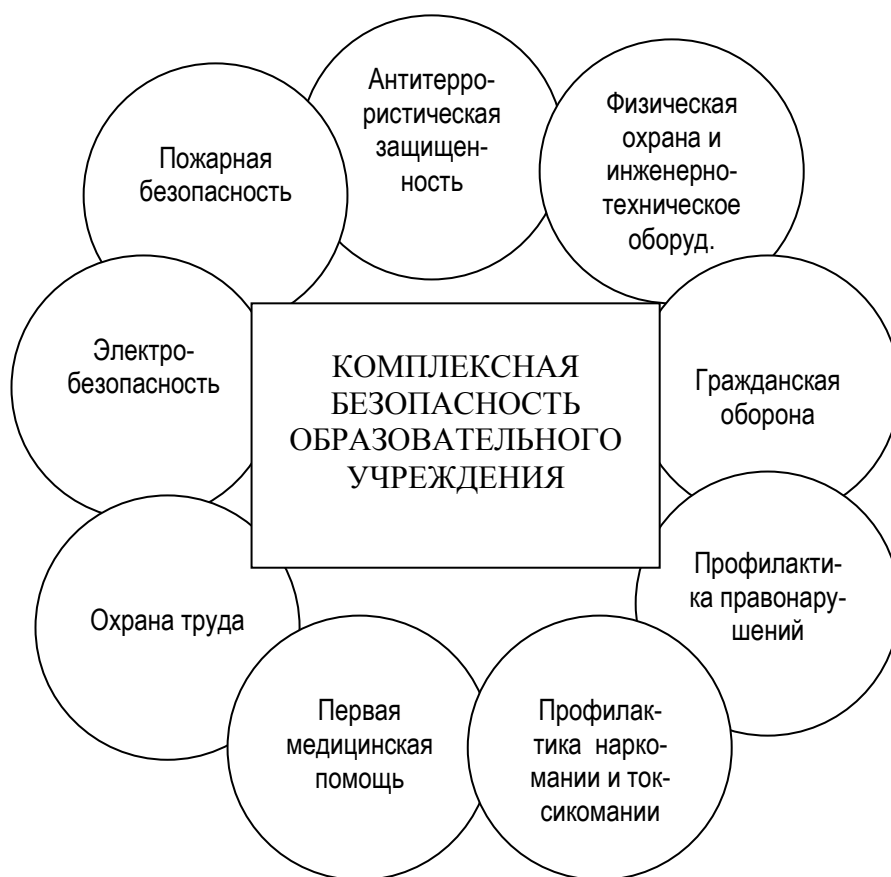 Антитерро-
ристическая
защищен-
ность
Физическая
охрана и
инженерно-
техническое
оборуд.
Пожарная
безопасность
Электро-
безопасность
КОМПЛЕКСНАЯ
БЕЗОПАСНОСТЬ
ОБРАЗОВАТЕЛЬНОГО
УЧРЕЖДЕНИЯ
Гражданская
оборона
Профилакти-
ка правонару-
шений
Охрана труда
Первая
медицинская
помощь
Профилак-
тика нарко-
мании и ток-
сикомании